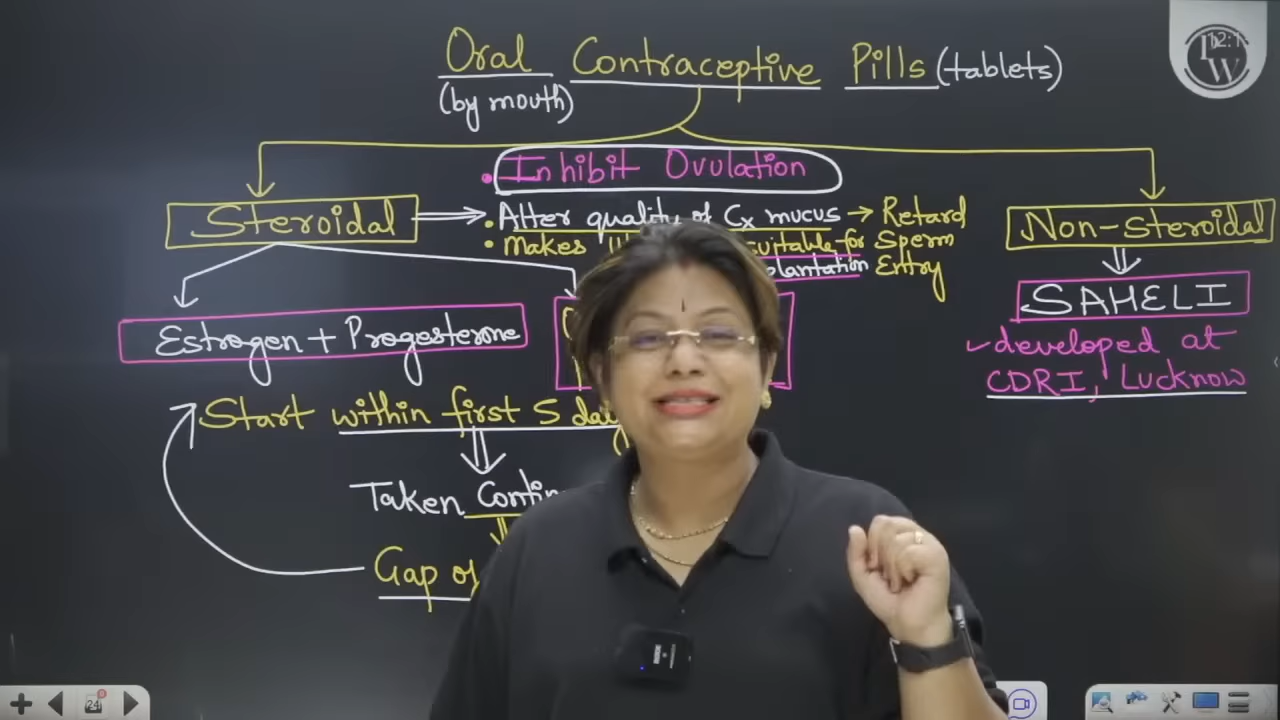 Oral Contraceptive Pills (tablets)
(by mouth)
• Inhibit Ovulation
Steroidal
• Alter quality of Cx mucus → Retard
• Makes suitable for Sperm
plantation Entry
Non-steroidal
SAHELI
✓developed at
CDRI, Lucknow
Estrogen + Progesterone
Start within first 5 day
Taken Contin
Gap of
24